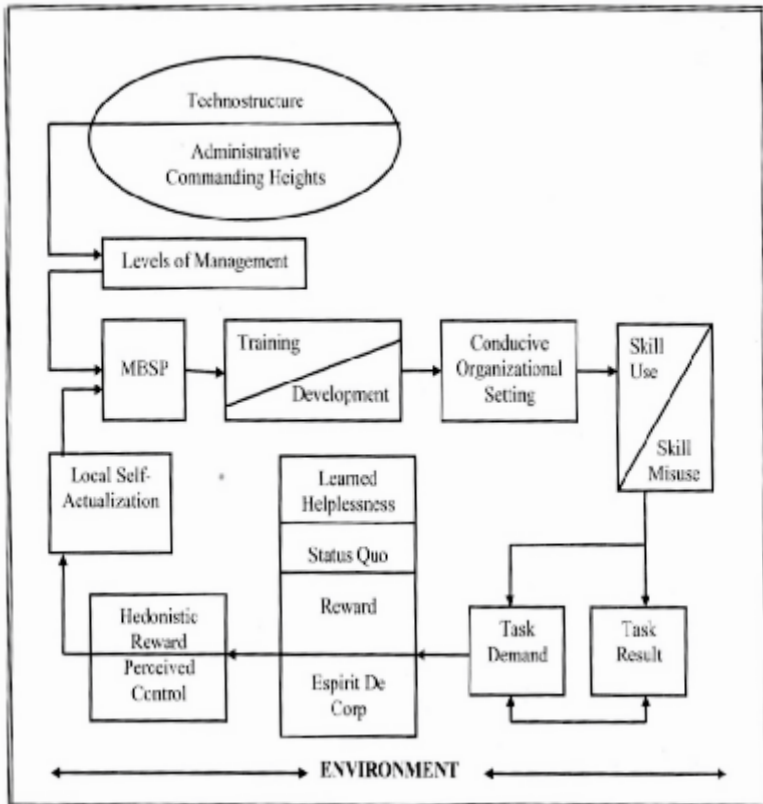 Technostructure
Administrative
Commanding Heights
Levels of Management
MBSP
Training
Development
Conducive
Organizational
Setting
Skill
Use
Skill
Misuse
Local Self-
Actualization
Learned
Helplessness
Status Quo
Reward
Espirit De
Corp
Hedonistic
Reward
Perceived
Control
Task
Demand
Task
Result
ENVIRONMENT